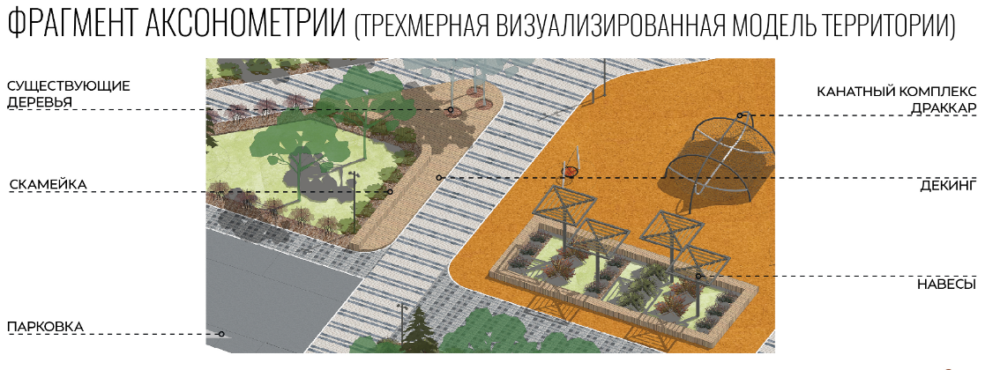 ФРАГМЕНТ АКСОНОМЕТРИИ (ТРЕХМЕРНАЯ ВИЗУАЛИЗИРОВАННАЯ МОДЕЛЬ ТЕРРИТОРИИ)
СУЩЕСТВУЮЩИЕ
ДЕРЕВЬЯ
СКАМЕЙКА
ПАРКОВКА
КАНАТНЫЙ КОМПЛЕКС
ДРАККАР
ДЕКИНГ
НАВЕСЫ